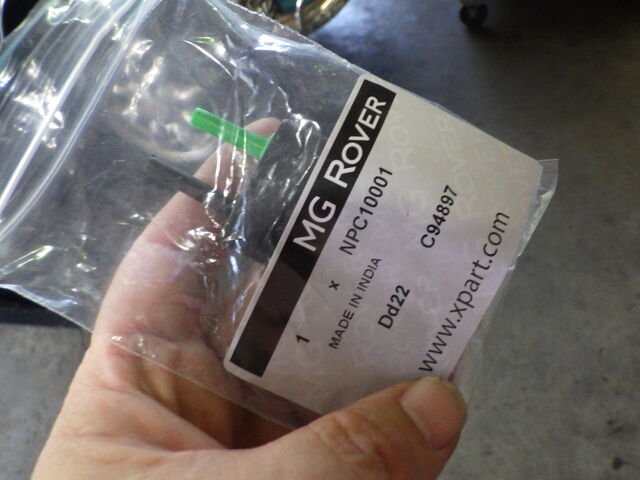 MG ROVER
1 x NPC10001
MADE IN INDIA
Dd22 C94897
www.xpart.com